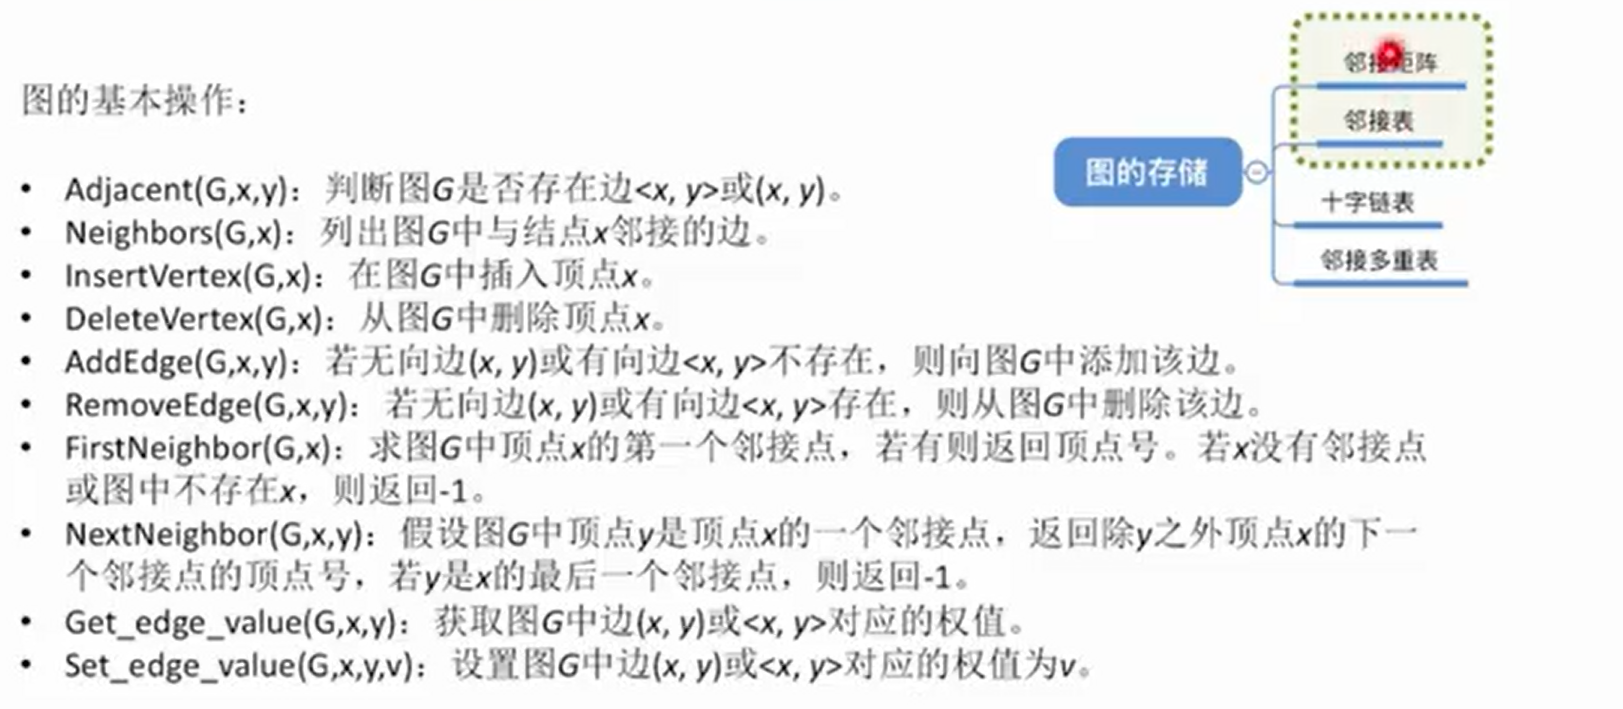 图的基本操作：
• Adjacent(G,x,y)：判断图G是否存在边<x, y>或(x, y)。
• Neighbors(G,x)：列出图G中与结点x邻接的边。
• InsertVertex(G,x)：在图G中插入顶点x。
• DeleteVertex(G,x)：从图G中删除顶点x。
• AddEdge(G,x,y)：若无向边(x, y)或有向边<x, y>不存在，则向图G中添加该边。
• RemoveEdge(G,x,y)：若无向边(x, y)或有向边<x, y>存在，则从图G中删除该边。
• FirstNeighbor(G,x)：求图G中顶点x的第一个邻接点，若有则返回顶点号。若x没有邻接点
或图中不存在x，则返回-1。
• NextNeighbor(G,x,y)：假设图G中顶点y是顶点x的一个邻接点，返回除y之外顶点x的下一
个邻接点的顶点号，若y是x的最后一个邻接点，则返回-1。
• Get_edge_value(G,x,y)：获取图G中边(x, y)或<x, y>对应的权值。
• Set_edge_value(G,x,y,v)：设置图G中边(x, y)或<x, y>对应的权值为v。
图的存储
邻接矩阵
邻接表
十字链表
邻接多重表